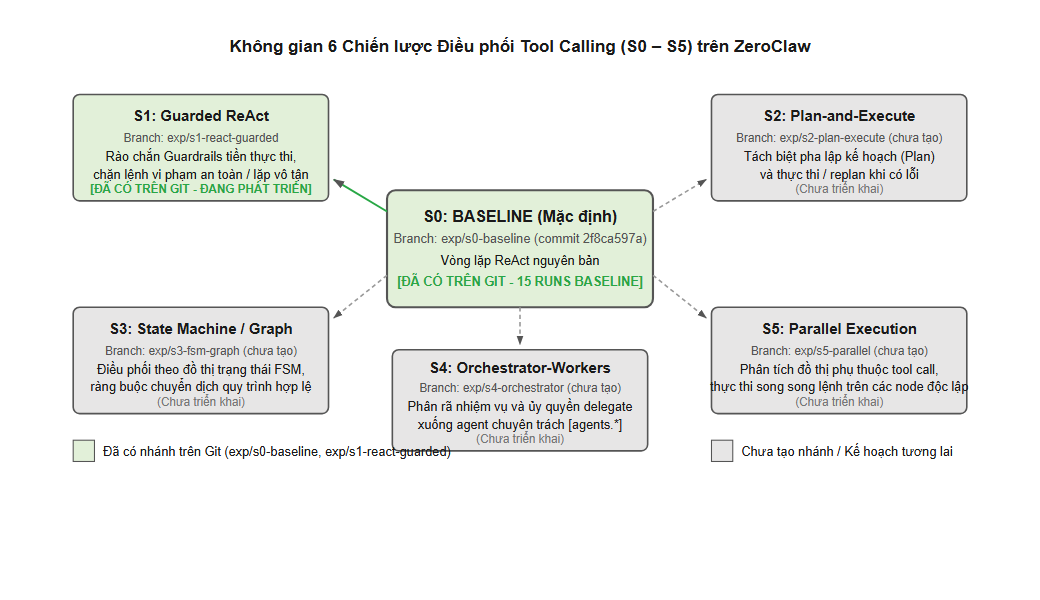 Không gian 6 Chiến lược Điều phối Tool Calling (S0 – S5) trên ZeroClaw
S1: Guarded ReAct
Branch: exp/s1-react-guarded
Rào chắn Guardrails tiền thực thi,
chặn lệnh vi phạm an toàn / lặp vô tận
[ĐÃ CÓ TRÊN GIT - ĐANG PHÁT TRIỂN]
S2: Plan-and-Execute
Branch: exp/s2-plan-execute (chưa tạo)
Tách biệt pha lập kế hoạch (Plan)
và thực thi / replan khi có lỗi
(Chưa triển khai)
S0: BASELINE (Mặc định)
Branch: exp/s0-baseline (commit 2f8ca597a)
Vòng lặp ReAct nguyên bản
[ĐÃ CÓ TRÊN GIT - 15 RUNS BASELINE]
S3: State Machine / Graph
Branch: exp/s3-fsm-graph (chưa tạo)
Điều phối theo đồ thị trạng thái FSM,
ràng buộc chuyển dịch quy trình hợp lệ
(Chưa triển khai)
S4: Orchestrator-Workers
Branch: exp/s4-orchestrator (chưa tạo)
Phân rã nhiệm vụ và ủy quyền delegate
xuống agent chuyên trách [agents.*]
(Chưa triển khai)
S5: Parallel Execution
Branch: exp/s5-parallel (chưa tạo)
Phân tích đồ thị phụ thuộc tool call,
thực thi song song lệnh trên các node độc lập
(Chưa triển khai)
Đã có nhánh trên Git (exp/s0-baseline, exp/s1-react-guarded)
Chưa tạo nhánh / Kế hoạch tương lai